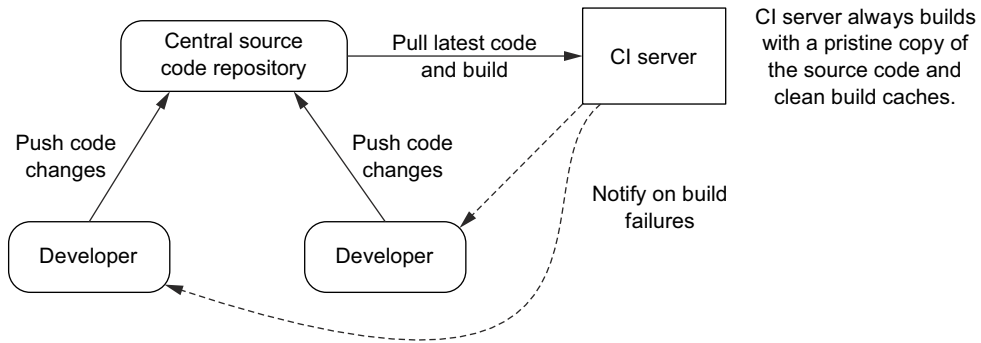 Central source
code repository
Pull latest code
and build
CI server
CI server always builds
with a pristine copy of
the source code and
clean build caches.
Push code
changes
Push code
changes
Notify on build
failures
Developer
Developer